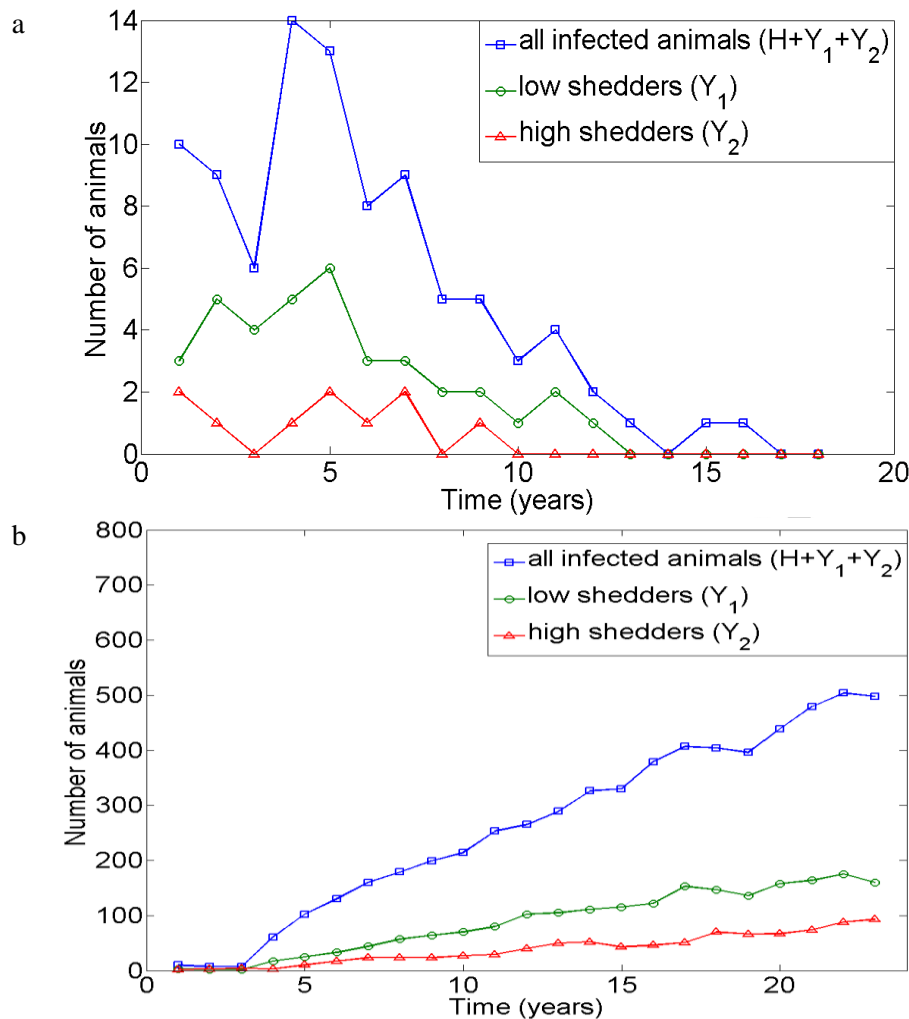 a
14
12
10
8
6
4
2
0
Number of animals
all infected animals (H+Y₁+Y₂)
low shedders (Y₁)
high shedders (Y₂)
0 5 10 15 20
Time (years)
b
800
700
600
500
400
300
200
100
0
Number of animals
all infected animals (H+Y₁+Y₂)
low shedders (Y₁)
high shedders (Y₂)
0 5 10 15 20
Time (years)